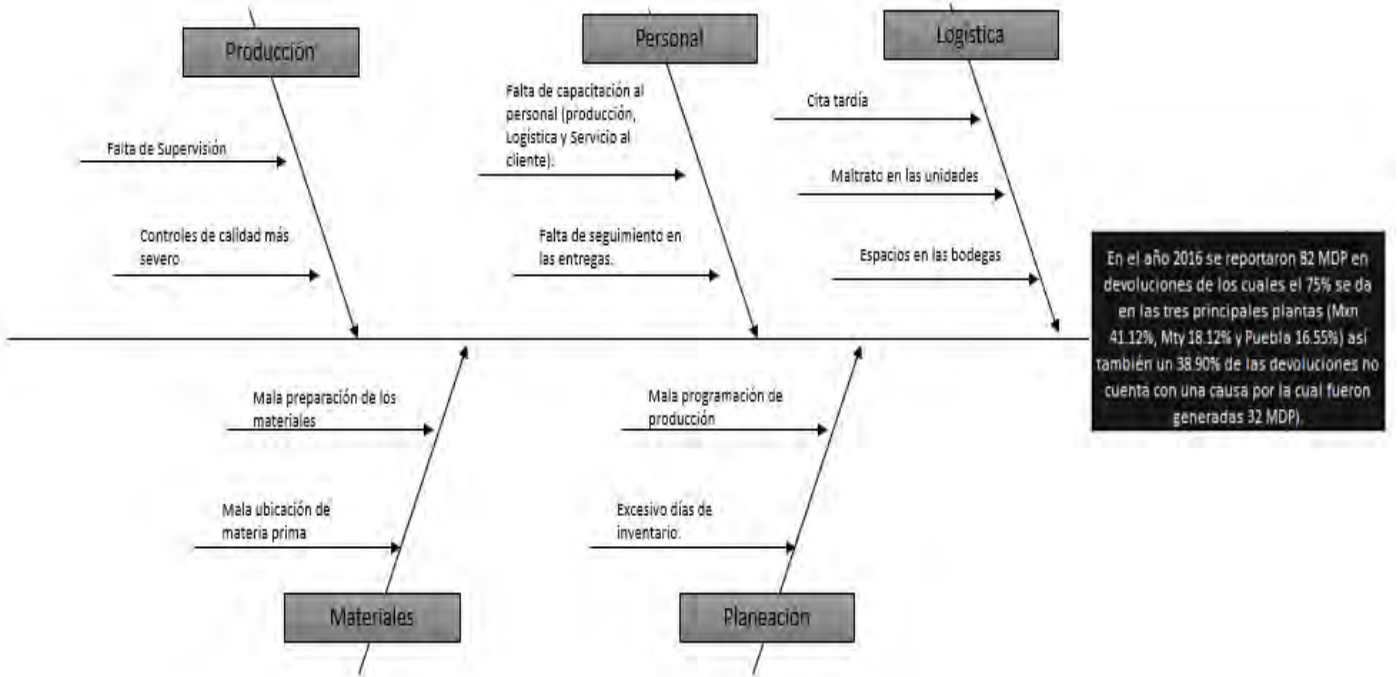 Producción
Personal
Logística
Falta de Supervisión
Controles de calidad más
severo
Falta de capacitación al
personal (producción,
Logística y Servicio al
cliente).
Falta de seguimiento en
las entregas.
Cita tardía
Maltrato en las unidades
Espacios en las bodegas
En el año 2016 se reportaron 82 MDP en
devoluciones de los cuales el 75% se da
en las tres principales plantas (Mxn
41.12%, Mty 18.12% y Puebla 16.55%) así
también un 38.90% de las devoluciones no
cuenta con una causa por la cual fueron
generadas 32 MDP).
Mala preparación de los
materiales
Mala ubicación de
materia prima
Mala programación de
producción
Excesivo días de
inventario.
Materiales
Planeacion